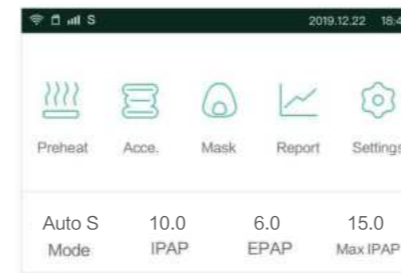 S 2019.12.22 18:4
Preheat Acce. Mask Report Settings
Auto S 10.0 6.0 15.0
Mode IPAP EPAP Max IPAP